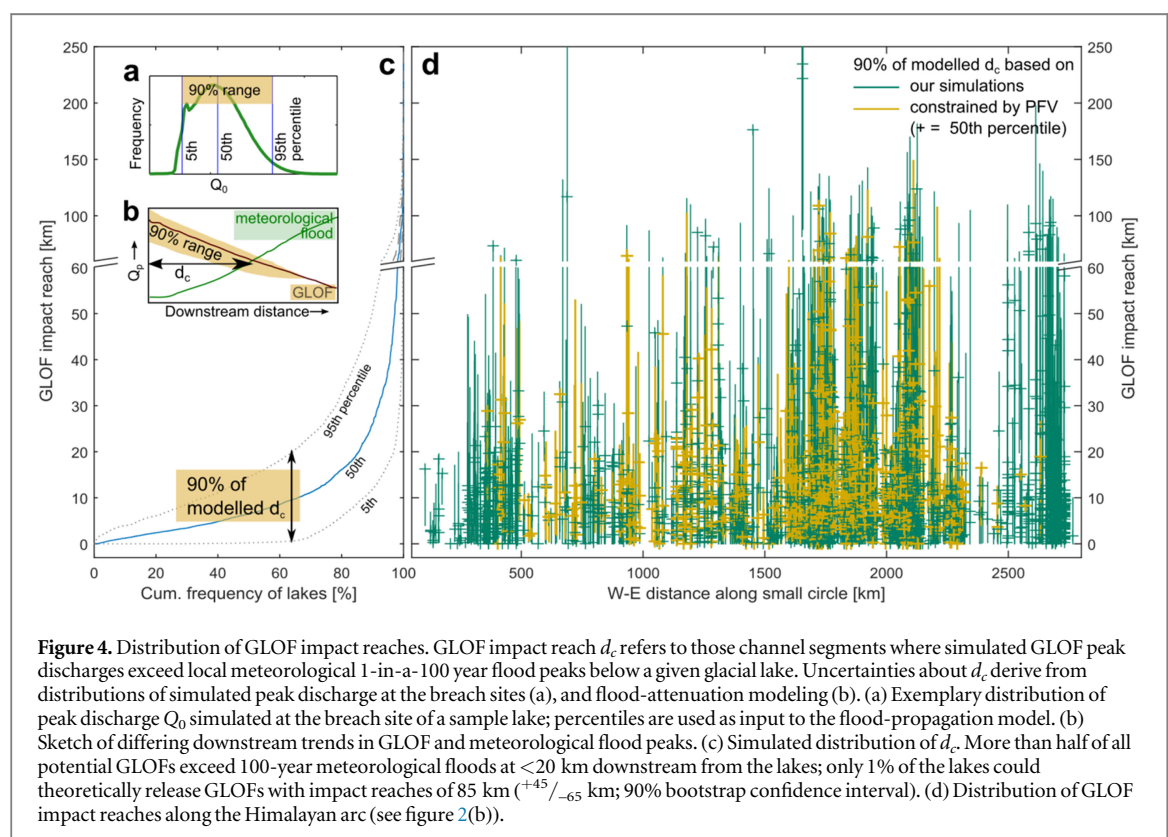 250
200
150
100
60
50
40
30
20
10
0
GLOF impact reach [km]
a
Frequency
90% range
5th
50th
95th
percentile
Q₀
b
Qₚ
90% range
d꜀
meteorological
flood
GLOF
Downstream distance
c
95th percentile
50th
5th
90% of
modelled d꜀
0 20 40 60 80 100
Cum. frequency of lakes [%]
d
90% of modelled d꜀ based on
our simulations
constrained by PFV
(+ = 50th percentile)
500 1000 1500 2000 2500
W-E distance along small circle [km]
250
200
150
100
60
50
40
30
20
10
0
GLOF impact reach [km]
GLOF impact reach [km]
Figure 4. Distribution of GLOF impact reaches. GLOF impact reach d꜀ refers to those channel segments where simulated GLOF peak
discharges exceed local meteorological 1-in-a-100 year flood peaks below a given glacial lake. Uncertainties about d꜀ derive from
distributions of simulated peak discharge at the breach sites (a), and flood-attenuation modeling (b). (a) Exemplary distribution of
peak discharge Q₀ simulated at the breach site of a sample lake; percentiles are used as input to the flood-propagation model. (b)
Sketch of differing downstream trends in GLOF and meteorological flood peaks. (c) Simulated distribution of d꜀. More than half of all
potential GLOFs exceed 100-year meteorological floods at <20 km downstream from the lakes; only 1% of the lakes could
theoretically release GLOFs with impact reaches of 85 km (⁺⁴⁵/₋₆₅ km; 90% bootstrap confidence interval). (d) Distribution of GLOF
impact reaches along the Himalayan arc (see figure 2(b)).